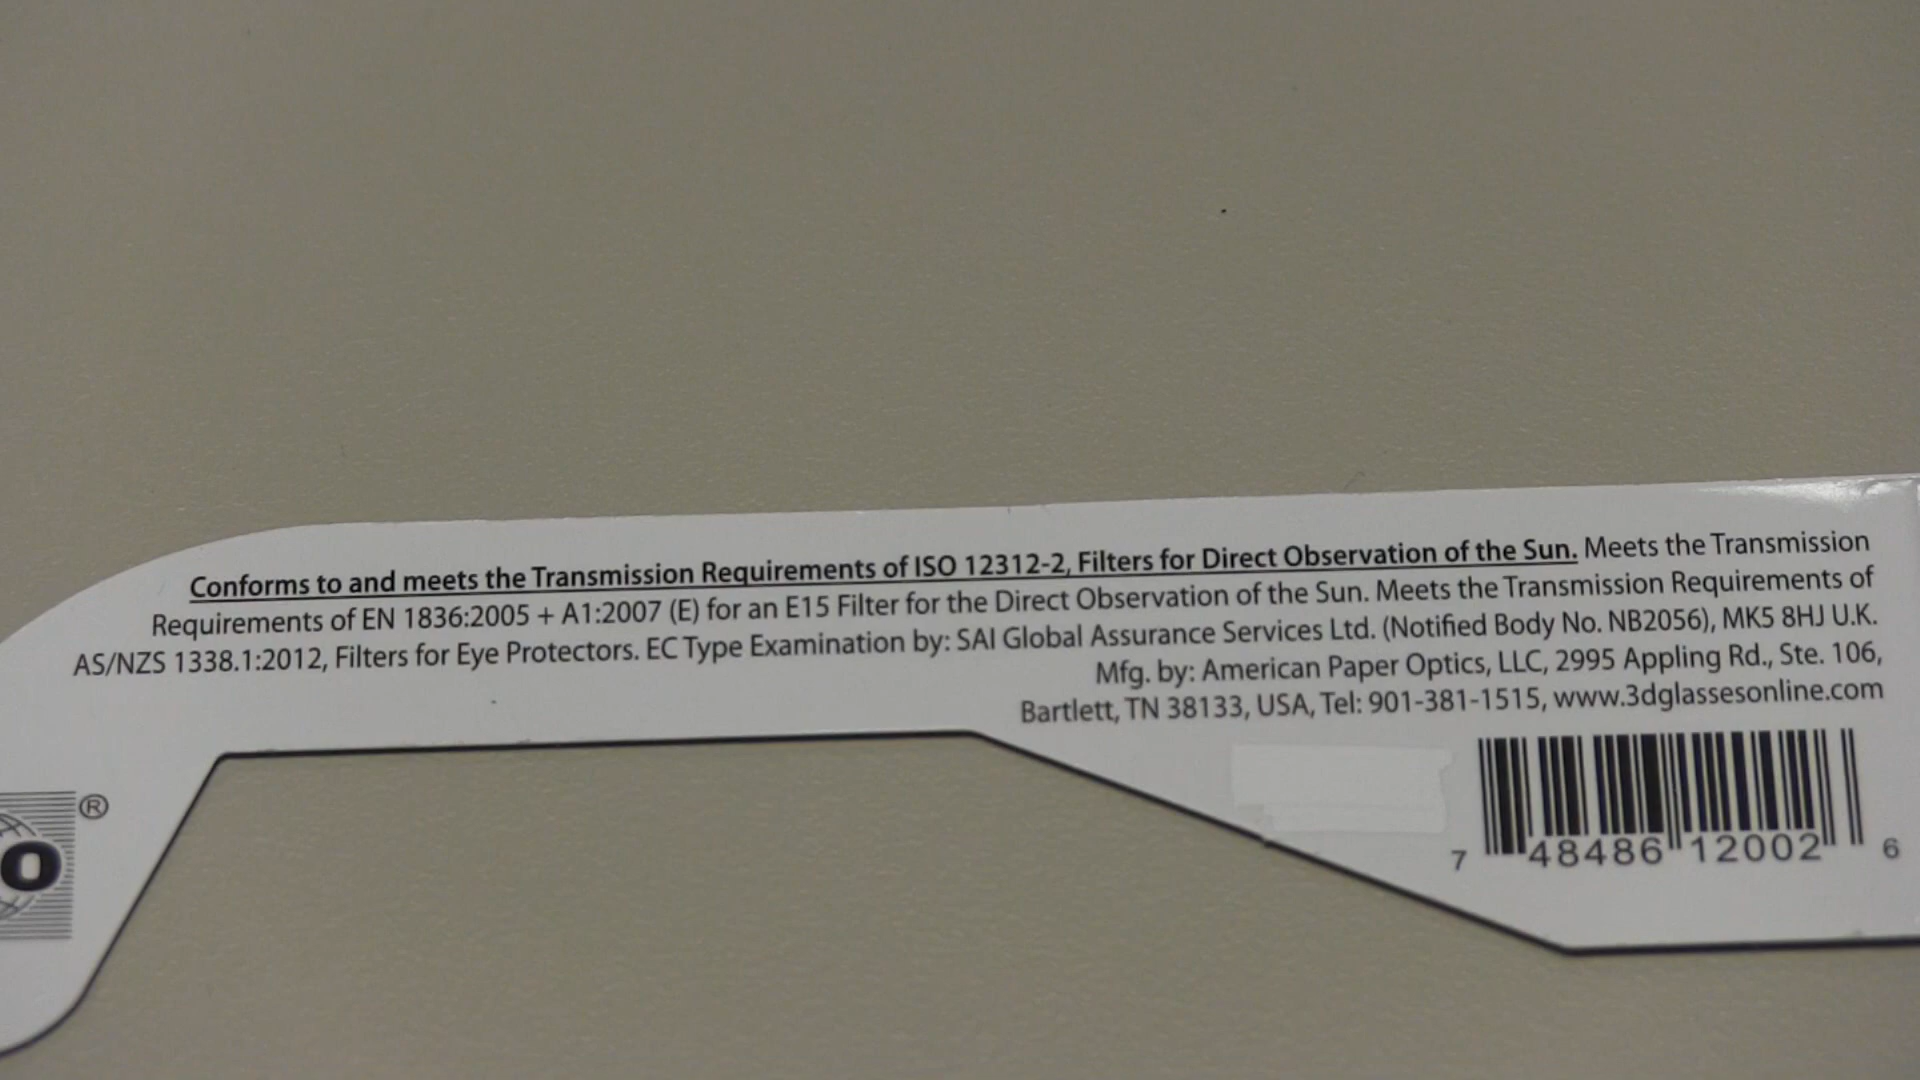 Conforms to and meets the Transmission Requirements of ISO 12312-2, Filters for Direct Observation of the Sun. Meets the Transmission
Requirements of EN 1836:2005 + A1:2007 (E) for an E15 Filter for the Direct Observation of the Sun. Meets the Transmission Requirements of
AS/NZS 1338.1:2012, Filters for Eye Protectors. EC Type Examination by: SAI Global Assurance Services Ltd. (Notified Body No. NB2056), MK5 8HJ U.K.
Mfg. by: American Paper Optics, LLC, 2995 Appling Rd., Ste. 106,
Bartlett, TN 38133, USA, Tel: 901-381-1515, www.3dglassesonline.com
®
O
7 48486 12002 6